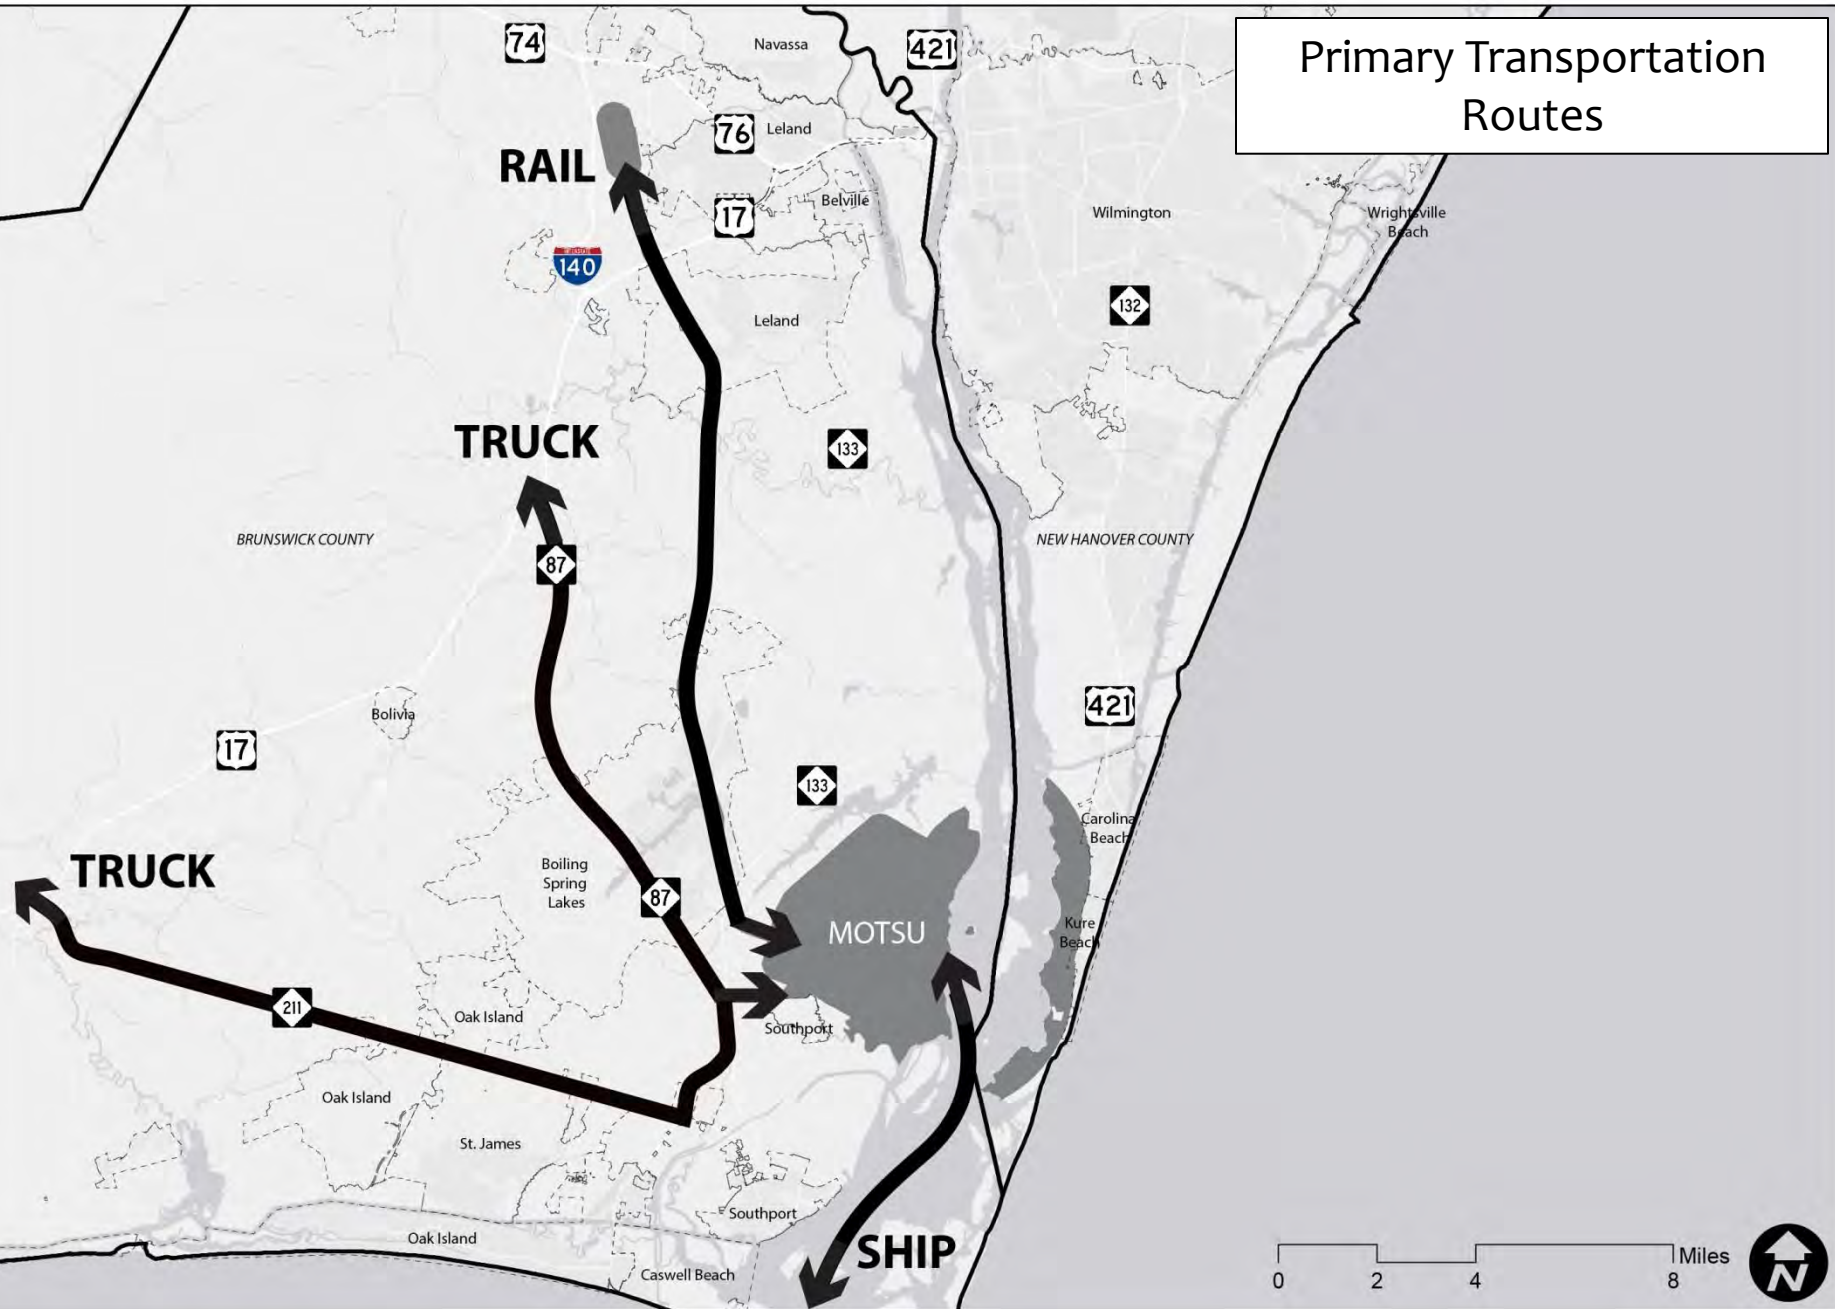 Primary Transportation
Routes
74
Navassa
421
76
Leland
RAIL
17
Belville
Wilmington
Wrightsville
Beach
INTERSTATE
140
132
Leland
TRUCK
133
BRUNSWICK COUNTY
87
NEW HANOVER COUNTY
Bolivia
421
17
133
Carolina
Beach
TRUCK
Boiling
Spring
Lakes
87
MOTSU
Kure
Beach
211
Oak Island
Southport
Oak Island
St. James
Southport
Oak Island
SHIP
Caswell Beach
Miles
0 2 4 8
N